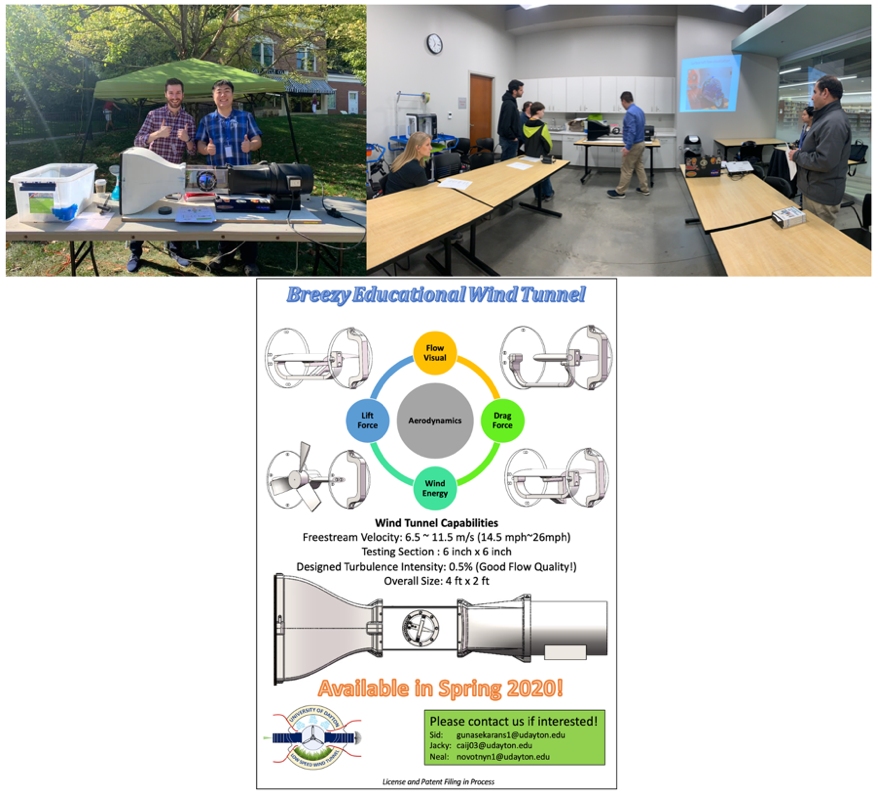 Breezy Educational Wind Tunnel
Flow
Visual
Lift
Force
Aerodynamics
Drag
Force
Wind
Energy
Wind Tunnel Capabilities
Freestream Velocity: 6.5 ~ 11.5 m/s (14.5 mph~26mph)
Testing Section : 6 inch x 6 inch
Designed Turbulence Intensity: 0.5% (Good Flow Quality!)
Overall Size: 4 ft x 2 ft
Available in Spring 2020!
UNIVERSITY OF DAYTON
LOW SPEED WIND TUNNEL
Please contact us if interested!
Sid: gunasekarans1@udayton.edu
Jacky: caij03@udayton.edu
Neal: novotnyn1@udayton.edu
License and Patent Filing in Process